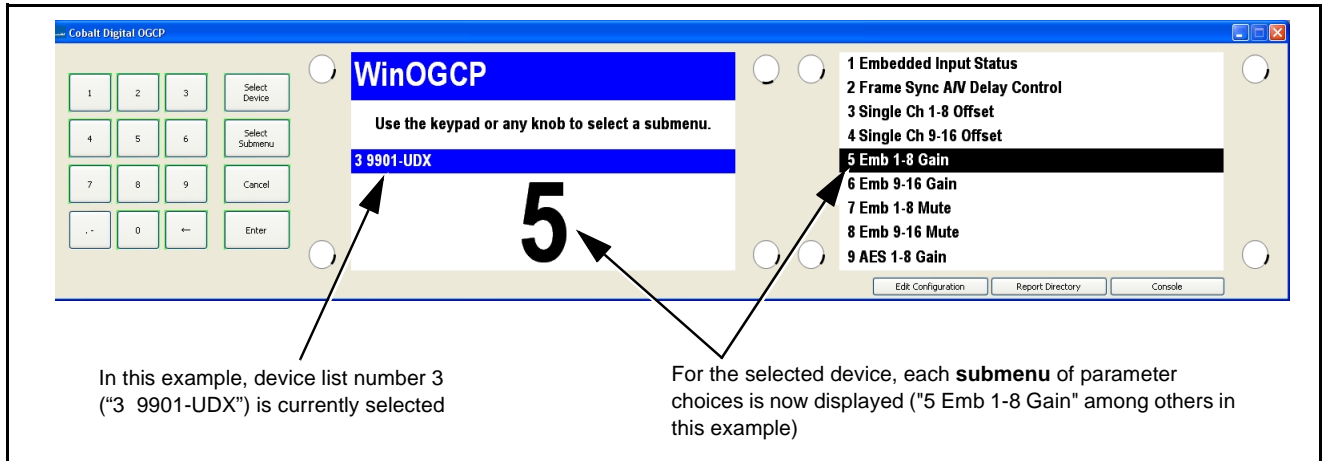 Cobalt Digital OGCP
1 2 3 Select Device
4 5 6 Select Submenu
7 8 9 Cancel
. - 0 ← Enter
WinOGCP
Use the keypad or any knob to select a submenu.
3 9901-UDX
5
1 Embedded Input Status
2 Frame Sync A/V Delay Control
3 Single Ch 1-8 Offset
4 Single Ch 9-16 Offset
5 Emb 1-8 Gain
6 Emb 9-16 Gain
7 Emb 1-8 Mute
8 Emb 9-16 Mute
9 AES 1-8 Gain
Edit Configuration Report Directory Console
In this example, device list number 3
(“3 9901-UDX”) is currently selected
For the selected device, each submenu of parameter
choices is now displayed ("5 Emb 1-8 Gain" among others in
this example)